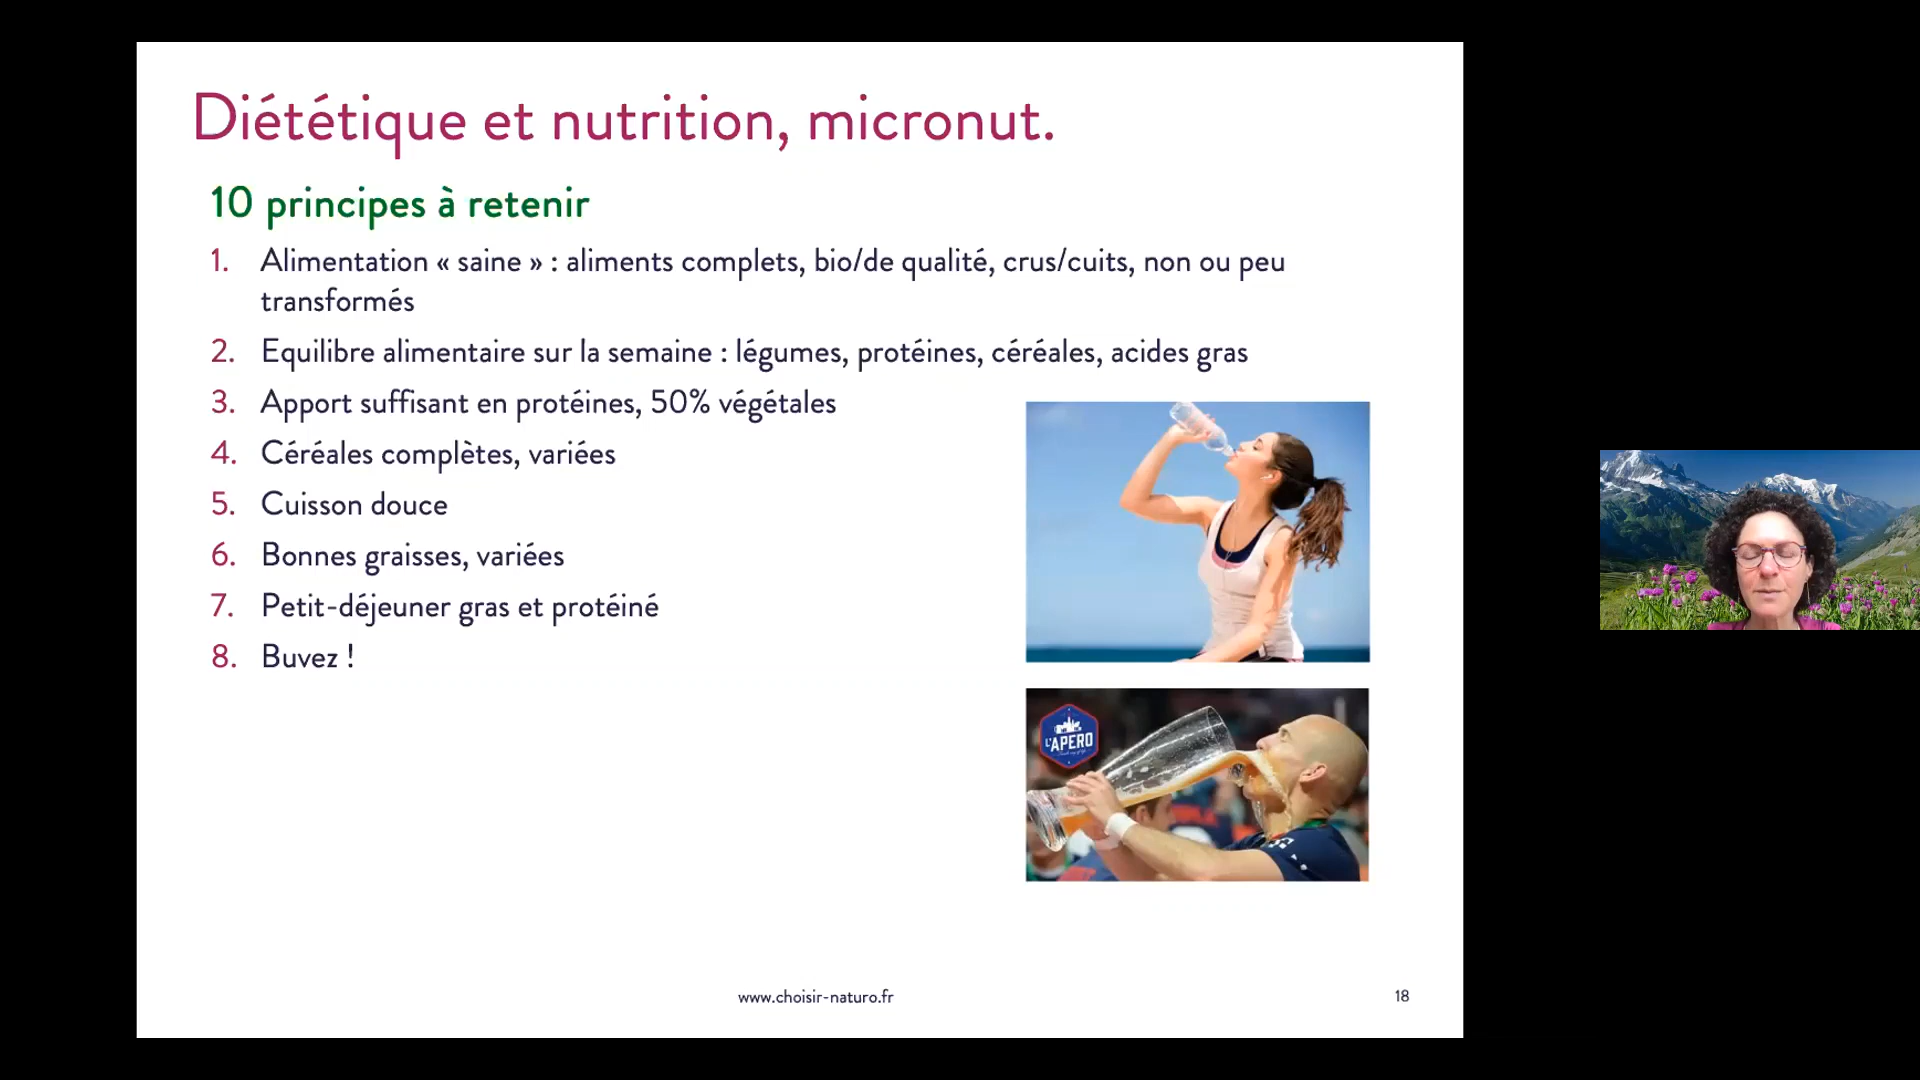 Diététique et nutrition, micronut.
10 principes à retenir
1. Alimentation « saine » : aliments complets, bio/de qualité, crus/cuits, non ou peu
transformés
2. Equilibre alimentaire sur la semaine : légumes, protéines, céréales, acides gras
3. Apport suffisant en protéines, 50% végétales
4. Céréales complètes, variées
5. Cuisson douce
6. Bonnes graisses, variées
7. Petit-déjeuner gras et protéiné
8. Buvez !
L'APERO
www.choisir-naturo.fr
18